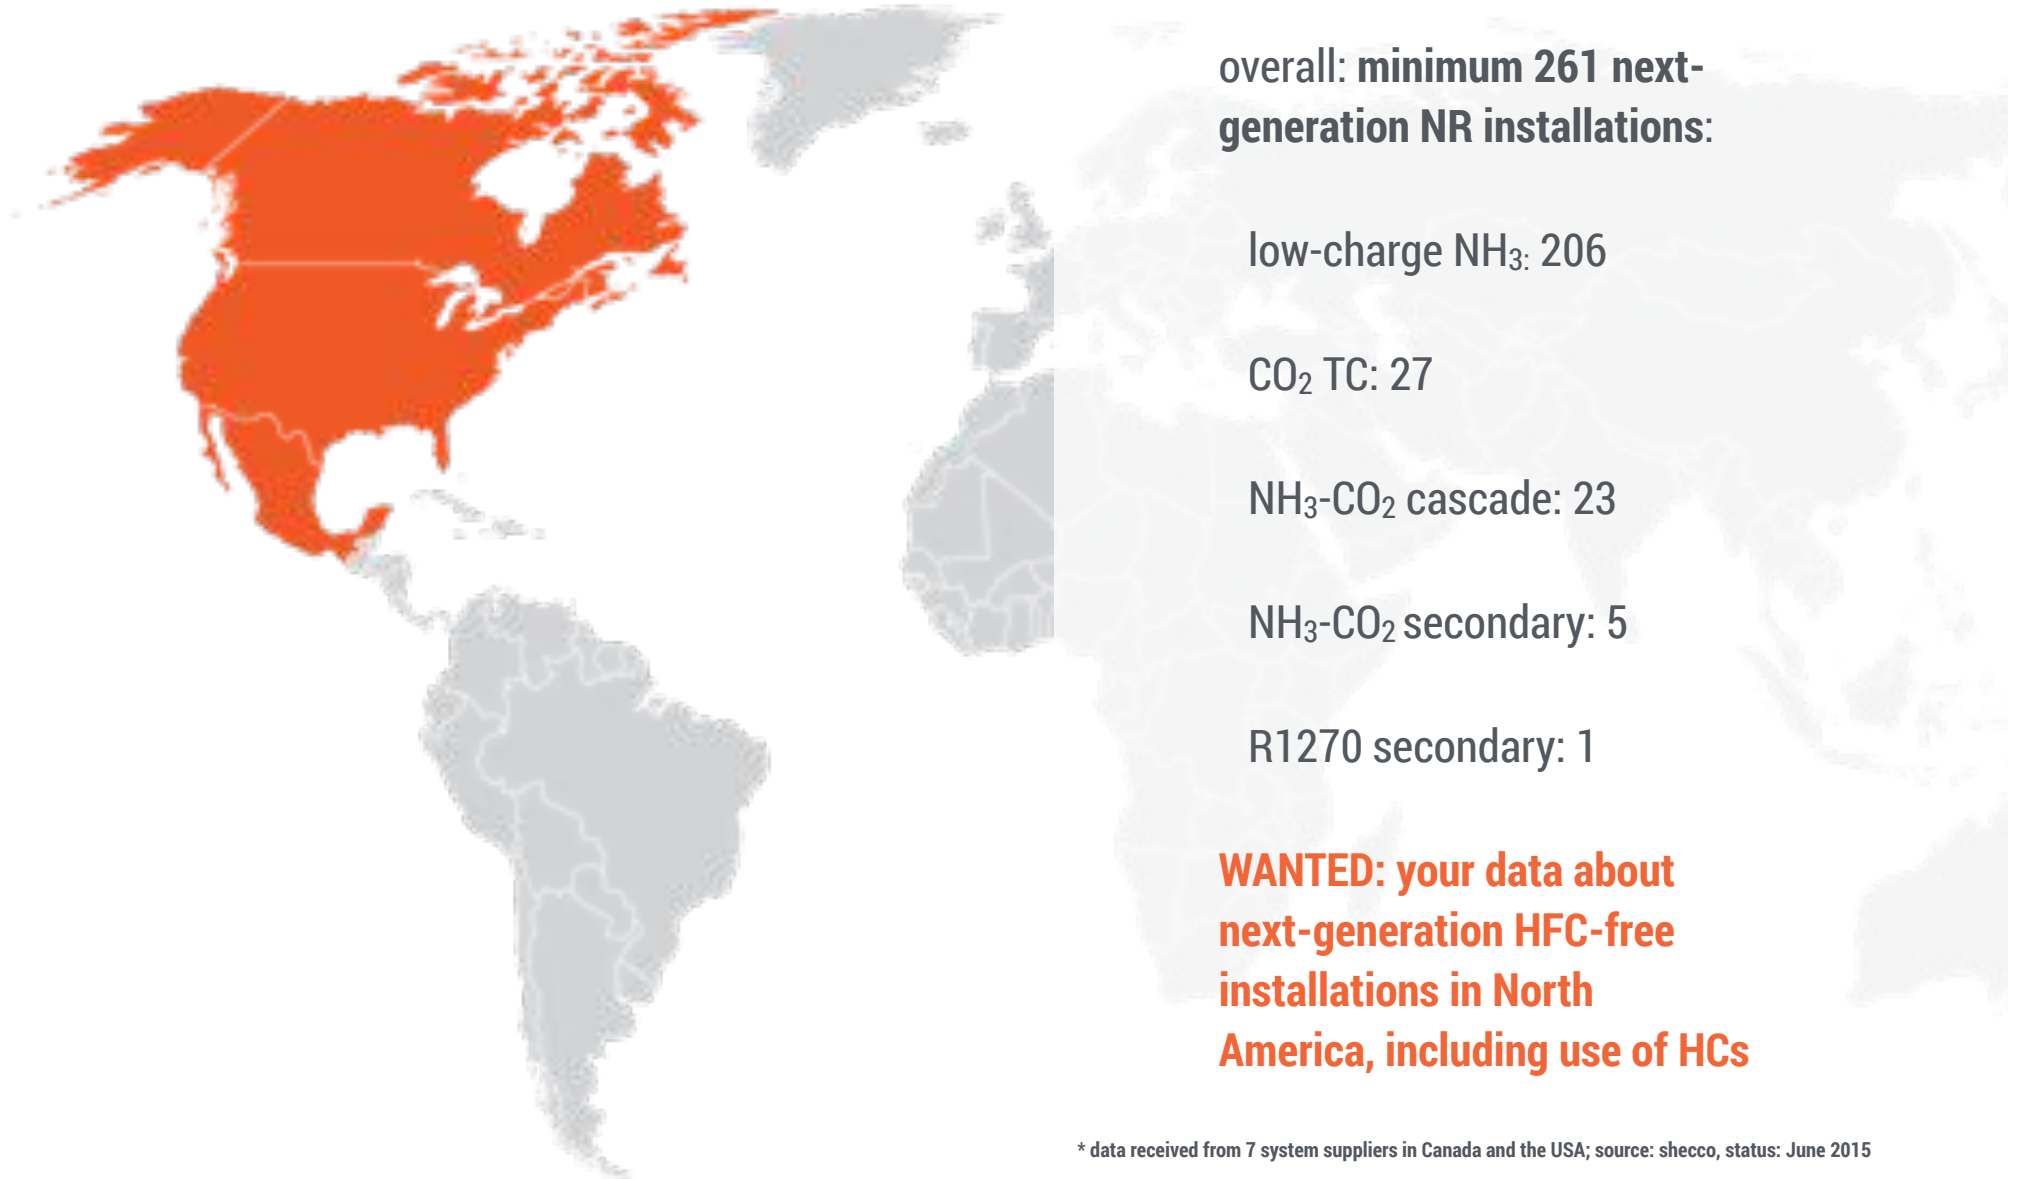 overall: minimum 261 next-
generation NR installations:
low-charge NH₃: 206
CO₂ TC: 27
NH₃-CO₂ cascade: 23
NH₃-CO₂ secondary: 5
R1270 secondary: 1
WANTED: your data about
next-generation HFC-free
installations in North
America, including use of HCs
* data received from 7 system suppliers in Canada and the USA; source: shecco, status: June 2015